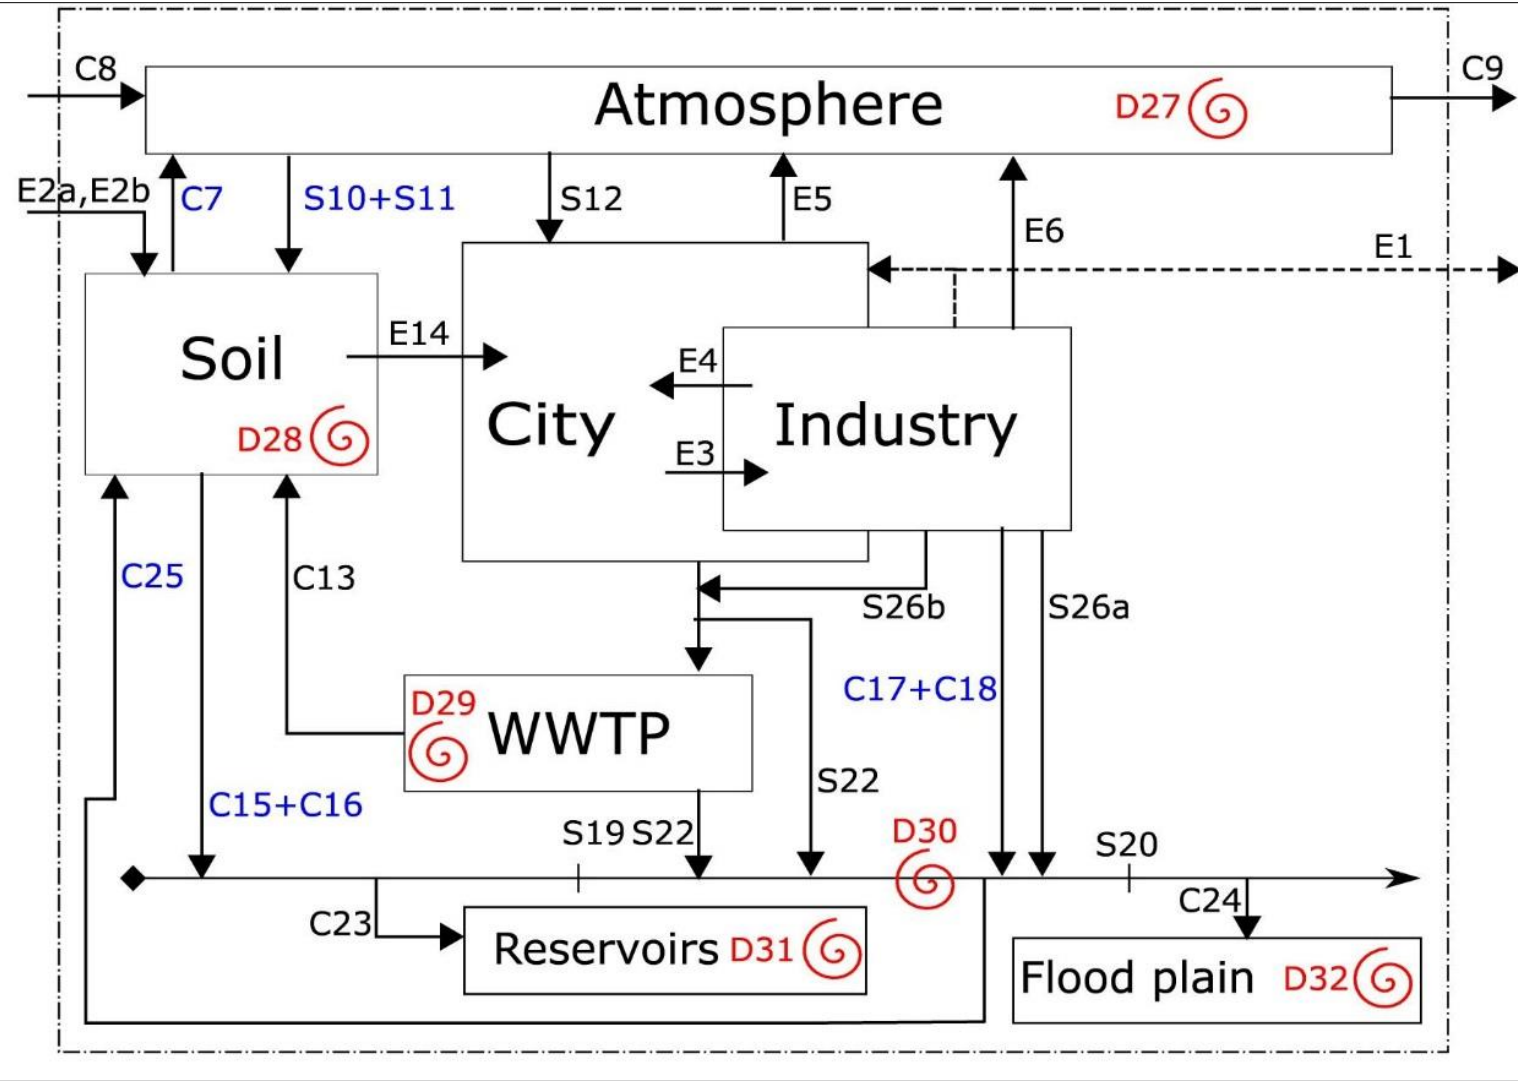 C8
Atmosphere
D27
C9
E2a,E2b
C7
S10+S11
S12
E5
E6
E1
Soil
D28
E14
City
E4
E3
Industry
C25
C13
S26b
S26a
C17+C18
D29
WWTP
C15+C16
S19
S22
S22
D30
S20
C23
Reservoirs
D31
C24
Flood plain
D32